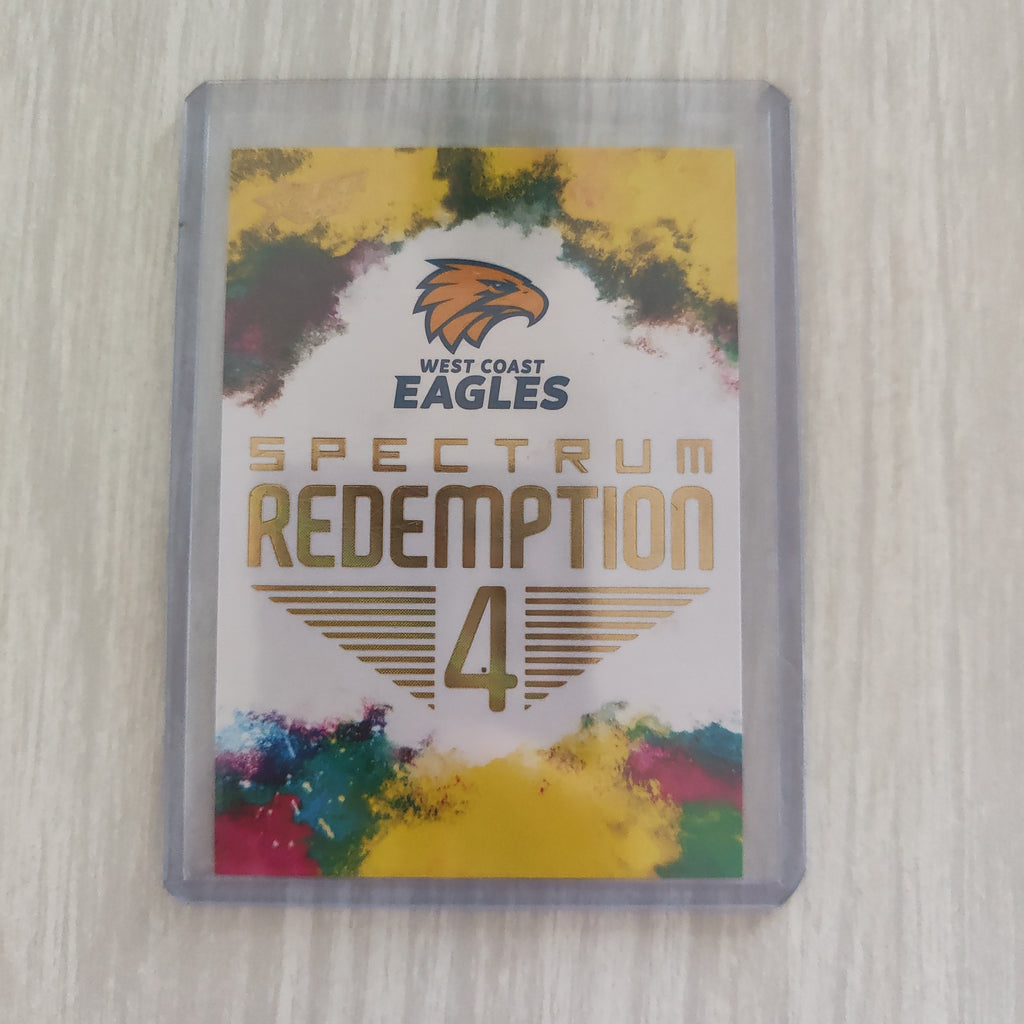 WEST COAST
EAGLES
SPECTRUM
REDEMPTION
4